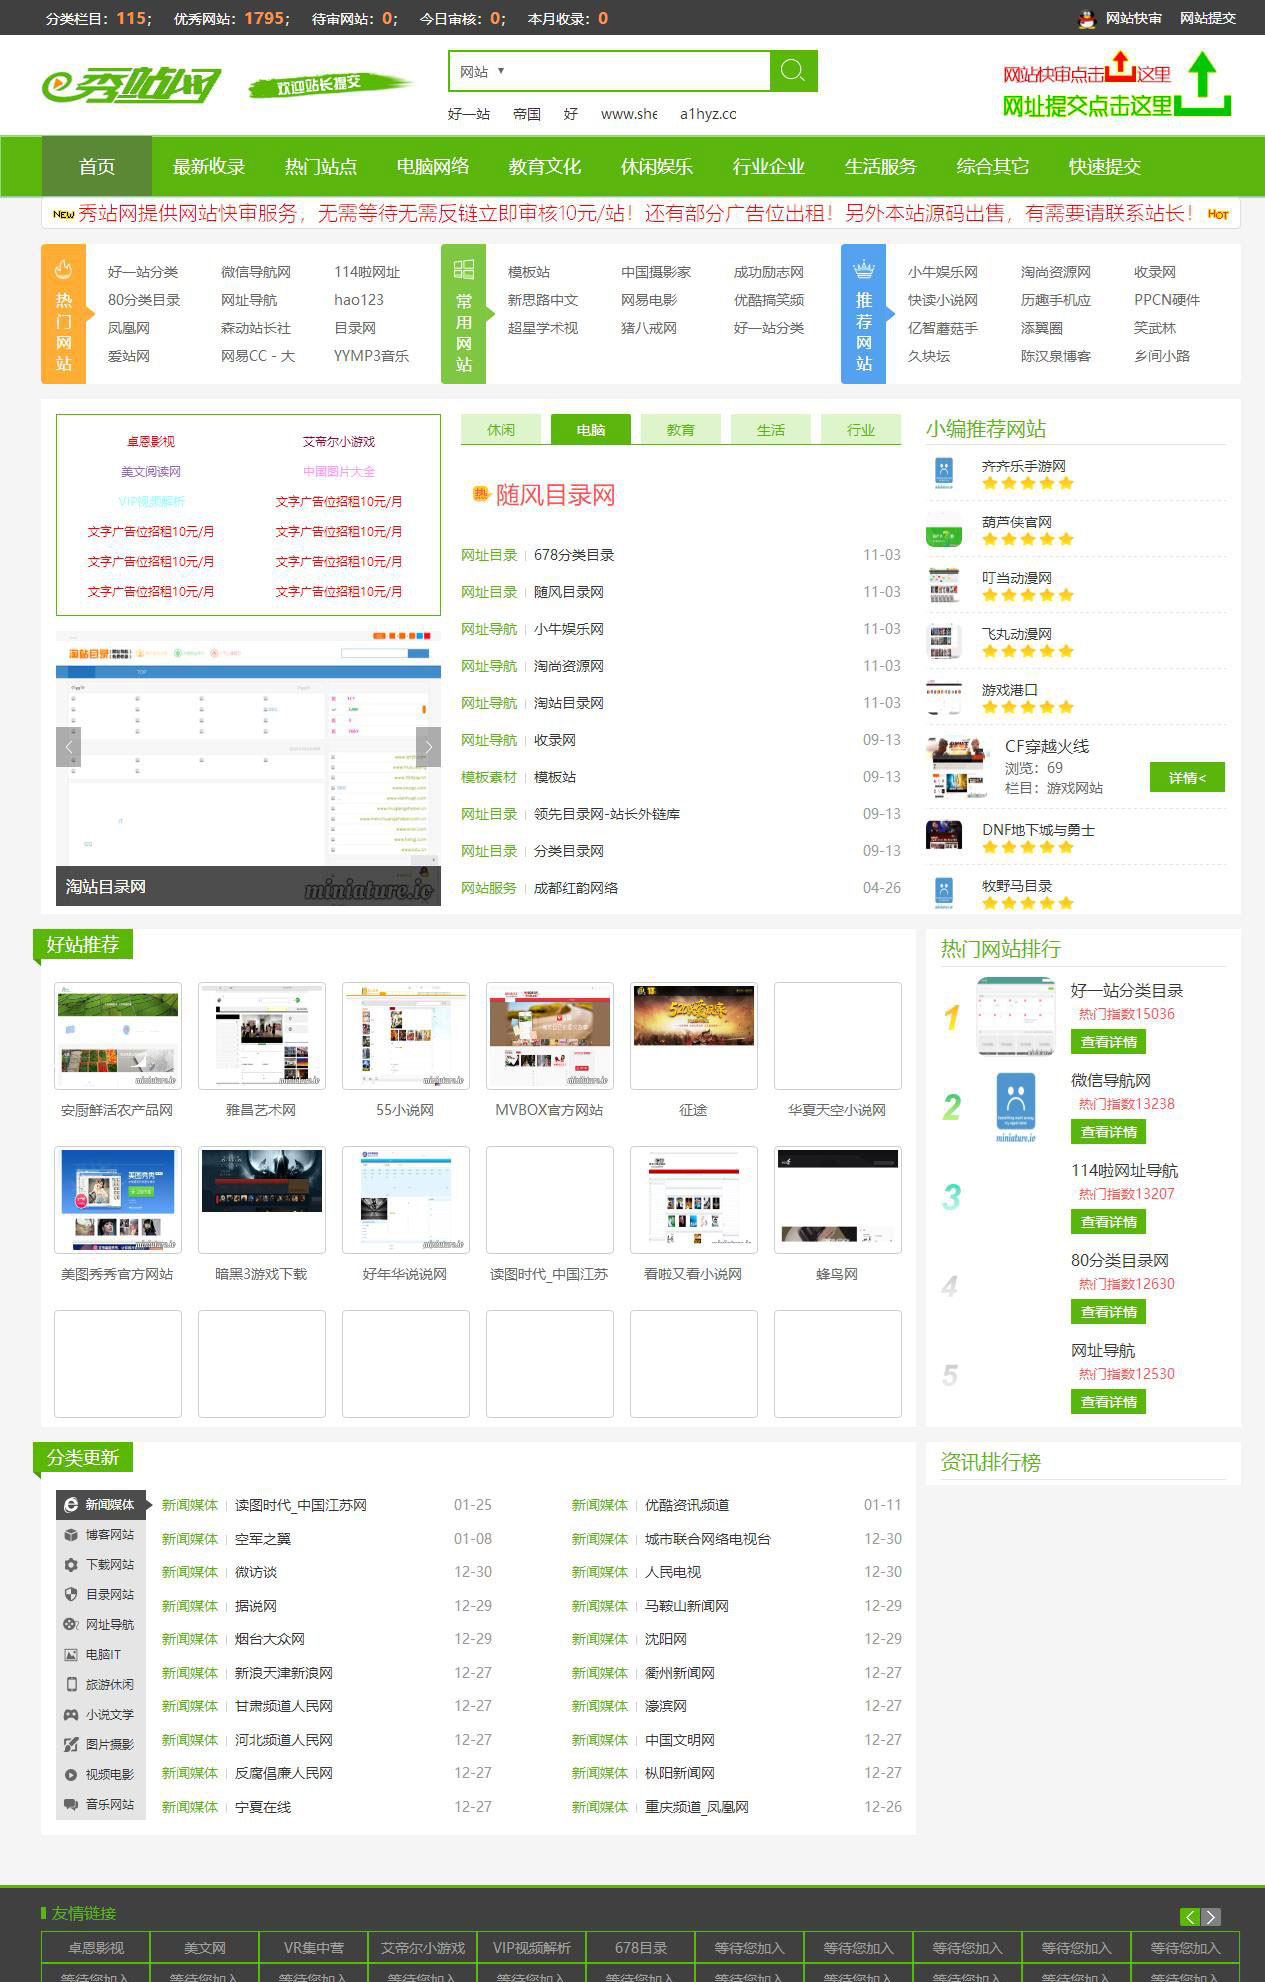 分类栏目：115； 优秀网站：1795； 待审网站：0； 今日审核：0； 本月收录：0 网站快审 网站提交
e秀站网 欢迎站长提交 网站 ▼ 网站快审点击这里
网址提交点击这里
好一站 帝国 好 www.she a1hyz.cc
首页 最新收录 热门站点 电脑网络 教育文化 休闲娱乐 行业企业 生活服务 综合其它 快速提交
NEW 秀站网提供网站快审服务，无需等待无需反链立即审核10元/站！还有部分广告位出租！另外本站源码出售，有需要请联系站长！ HOT
热门网站
好一站分类 微信导航网 114啦网址
80分类目录 网址导航 hao123
凤凰网 森动站长社 目录网
爱站网 网易CC - 大 YYMP3音乐
常用网站
模板站 中国摄影家 成功励志网
新思路中文 网易电影 优酷搞笑频
超星学术视 猪八戒网 好一站分类
推荐网站
小牛娱乐网 淘尚资源网 收录网
快读小说网 历趣手机应 PPCN硬件
亿智蘑菇手 添翼圈 笑武林
久块坛 陈汉泉博客 乡间小路
卓恩影视 艾帝尔小游戏
美文阅读网 中国图片大全
VIP视频解析 文字广告位招租10元/月
文字广告位招租10元/月 文字广告位招租10元/月
文字广告位招租10元/月 文字广告位招租10元/月
文字广告位招租10元/月 文字广告位招租10元/月
淘站目录
TOP
淘站目录网
miniature.io
休闲 电脑 教育 生活 行业
热 随风目录网
网址目录 678分类目录 11-03
网址目录 随风目录网 11-03
网址导航 小牛娱乐网 11-03
网址导航 淘尚资源网 11-03
网址导航 淘站目录网 11-03
网址导航 收录网 09-13
模板素材 模板站 09-13
网址目录 领先目录网-站长外链库 09-13
网址目录 分类目录网 09-13
网站服务 成都红韵网络 04-26
小编推荐网站
齐齐乐手游网
葫芦侠官网
叮当动漫网
飞丸动漫网
游戏港口
CF穿越火线
浏览：69
栏目：游戏网站
详情<
DNF地下城与勇士
牧野马目录
好站推荐
miniature.io miniature.io miniature.io miniature.io
安厨鲜活农产品网 雅昌艺术网 55小说网 MVBOX官方网站 征途 华夏天空小说网
美图秀秀
miniature.io miniature.io miniature.io
美图秀秀官方网站 暗黑3游戏下载 好年华说说网 读图时代_中国江苏 看啦又看小说网 蜂鸟网
热门网站排行
1 好一站分类目录
热门指数15036
查看详情
2 微信导航网
热门指数13238
查看详情
miniature.io
3 114啦网址导航
热门指数13207
查看详情
4 80分类目录网
热门指数12630
查看详情
5 网址导航
热门指数12530
查看详情
分类更新
新闻媒体
博客网站
下载网站
目录网站
网址导航
电脑IT
旅游休闲
小说文学
图片摄影
视频电影
音乐网站
新闻媒体 读图时代_中国江苏网 01-25 新闻媒体 优酷资讯频道 01-11
新闻媒体 空军之翼 01-08 新闻媒体 城市联合网络电视台 12-30
新闻媒体 微访谈 12-30 新闻媒体 人民电视 12-30
新闻媒体 据说网 12-29 新闻媒体 马鞍山新闻网 12-29
新闻媒体 烟台大众网 12-29 新闻媒体 沈阳网 12-29
新闻媒体 新浪天津新浪网 12-27 新闻媒体 衢州新闻网 12-27
新闻媒体 甘肃频道人民网 12-27 新闻媒体 濠滨网 12-27
新闻媒体 河北频道人民网 12-27 新闻媒体 中国文明网 12-27
新闻媒体 反腐倡廉人民网 12-27 新闻媒体 枞阳新闻网 12-27
新闻媒体 宁夏在线 12-27 新闻媒体 重庆频道_凤凰网 12-26
资讯排行榜
友情链接
卓恩影视 美文网 VR集中营 艾帝尔小游戏 VIP视频解析 678目录 等待您加入 等待您加入 等待您加入 等待您加入 等待您加入
等待您加入 等待您加入 等待您加入 等待您加入 等待您加入 等待您加入 等待您加入 等待您加入 等待您加入 等待您加入 等待您加入